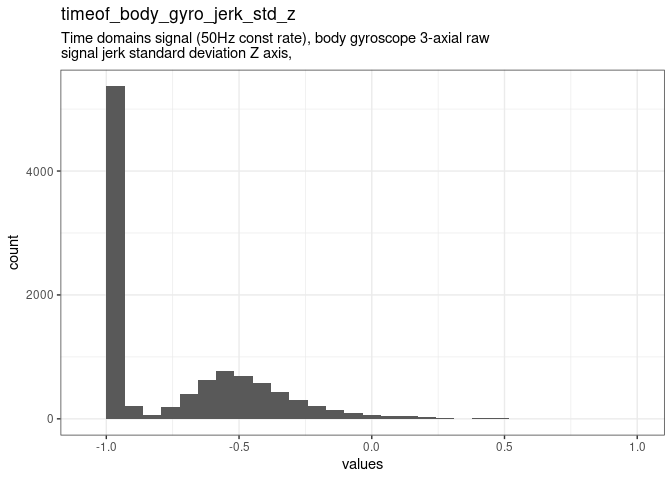 timeof_body_gyro_jerk_std_z
Time domains signal (50Hz const rate), body gyroscope 3-axial raw
signal jerk standard deviation Z axis,
count
4000
2000
0
-1.0 -0.5 0.0 0.5 1.0
values